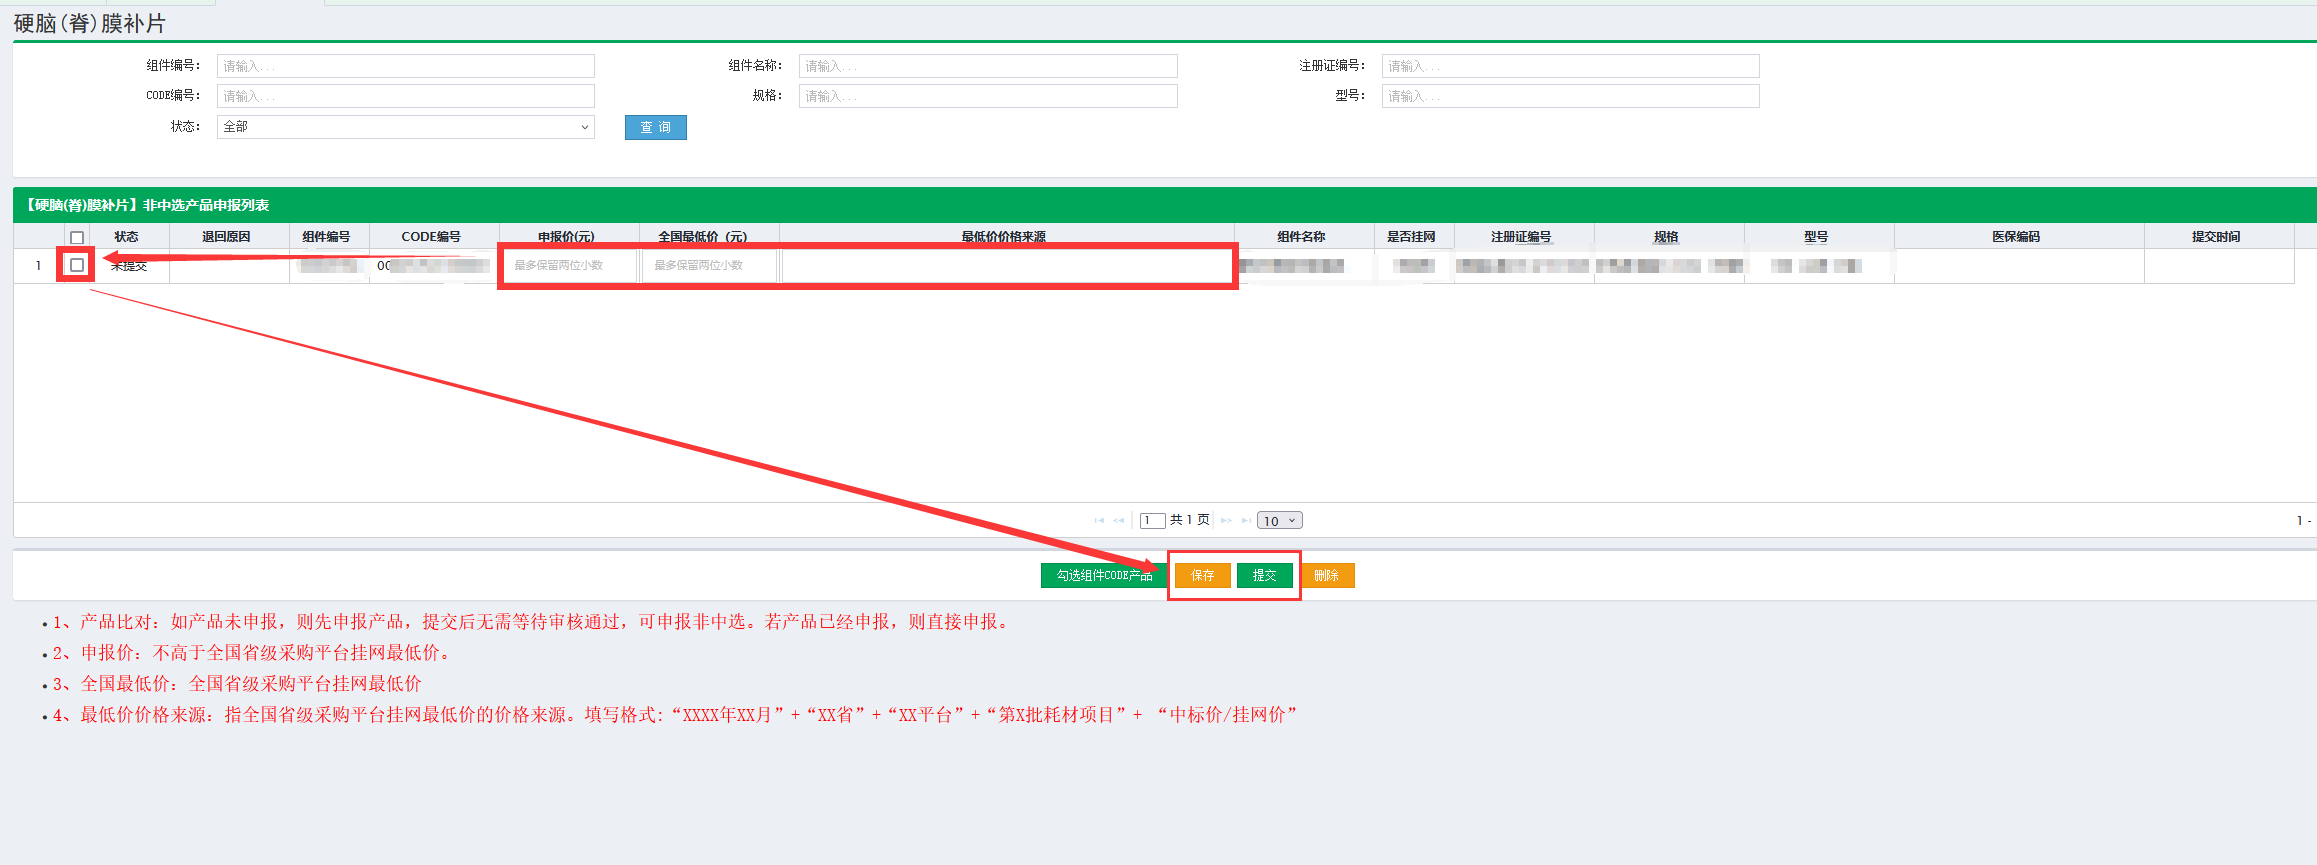 硬脑(脊)膜补片
组件编号： 请输入... 组件名称： 请输入... 注册证编号： 请输入...
CODE编号： 请输入... 规格： 请输入... 型号： 请输入...
状态： 全部 查 询
【硬脑(脊)膜补片】非中选产品申报列表
状态 退回原因 组件编号 CODE编号 申报价(元) 全国最低价（元） 最低价价格来源 组件名称 是否挂网 注册证编号 规格 型号 医保编码 提交时间
1 未提交 00 最多保留两位小数 最多保留两位小数
1 共 1 页 10 1 -
勾选组件CODE产品 保存 提交 删除
1、产品比对：如产品未申报，则先申报产品，提交后无需等待审核通过，可申报非中选。若产品已经申报，则直接申报。
2、申报价：不高于全国省级采购平台挂网最低价。
3、全国最低价：全国省级采购平台挂网最低价
4、最低价价格来源：指全国省级采购平台挂网最低价的价格来源。填写格式:“XXXX年XX月”+“XX省”+“XX平台”+“第X批耗材项目”+ “中标价/挂网价”